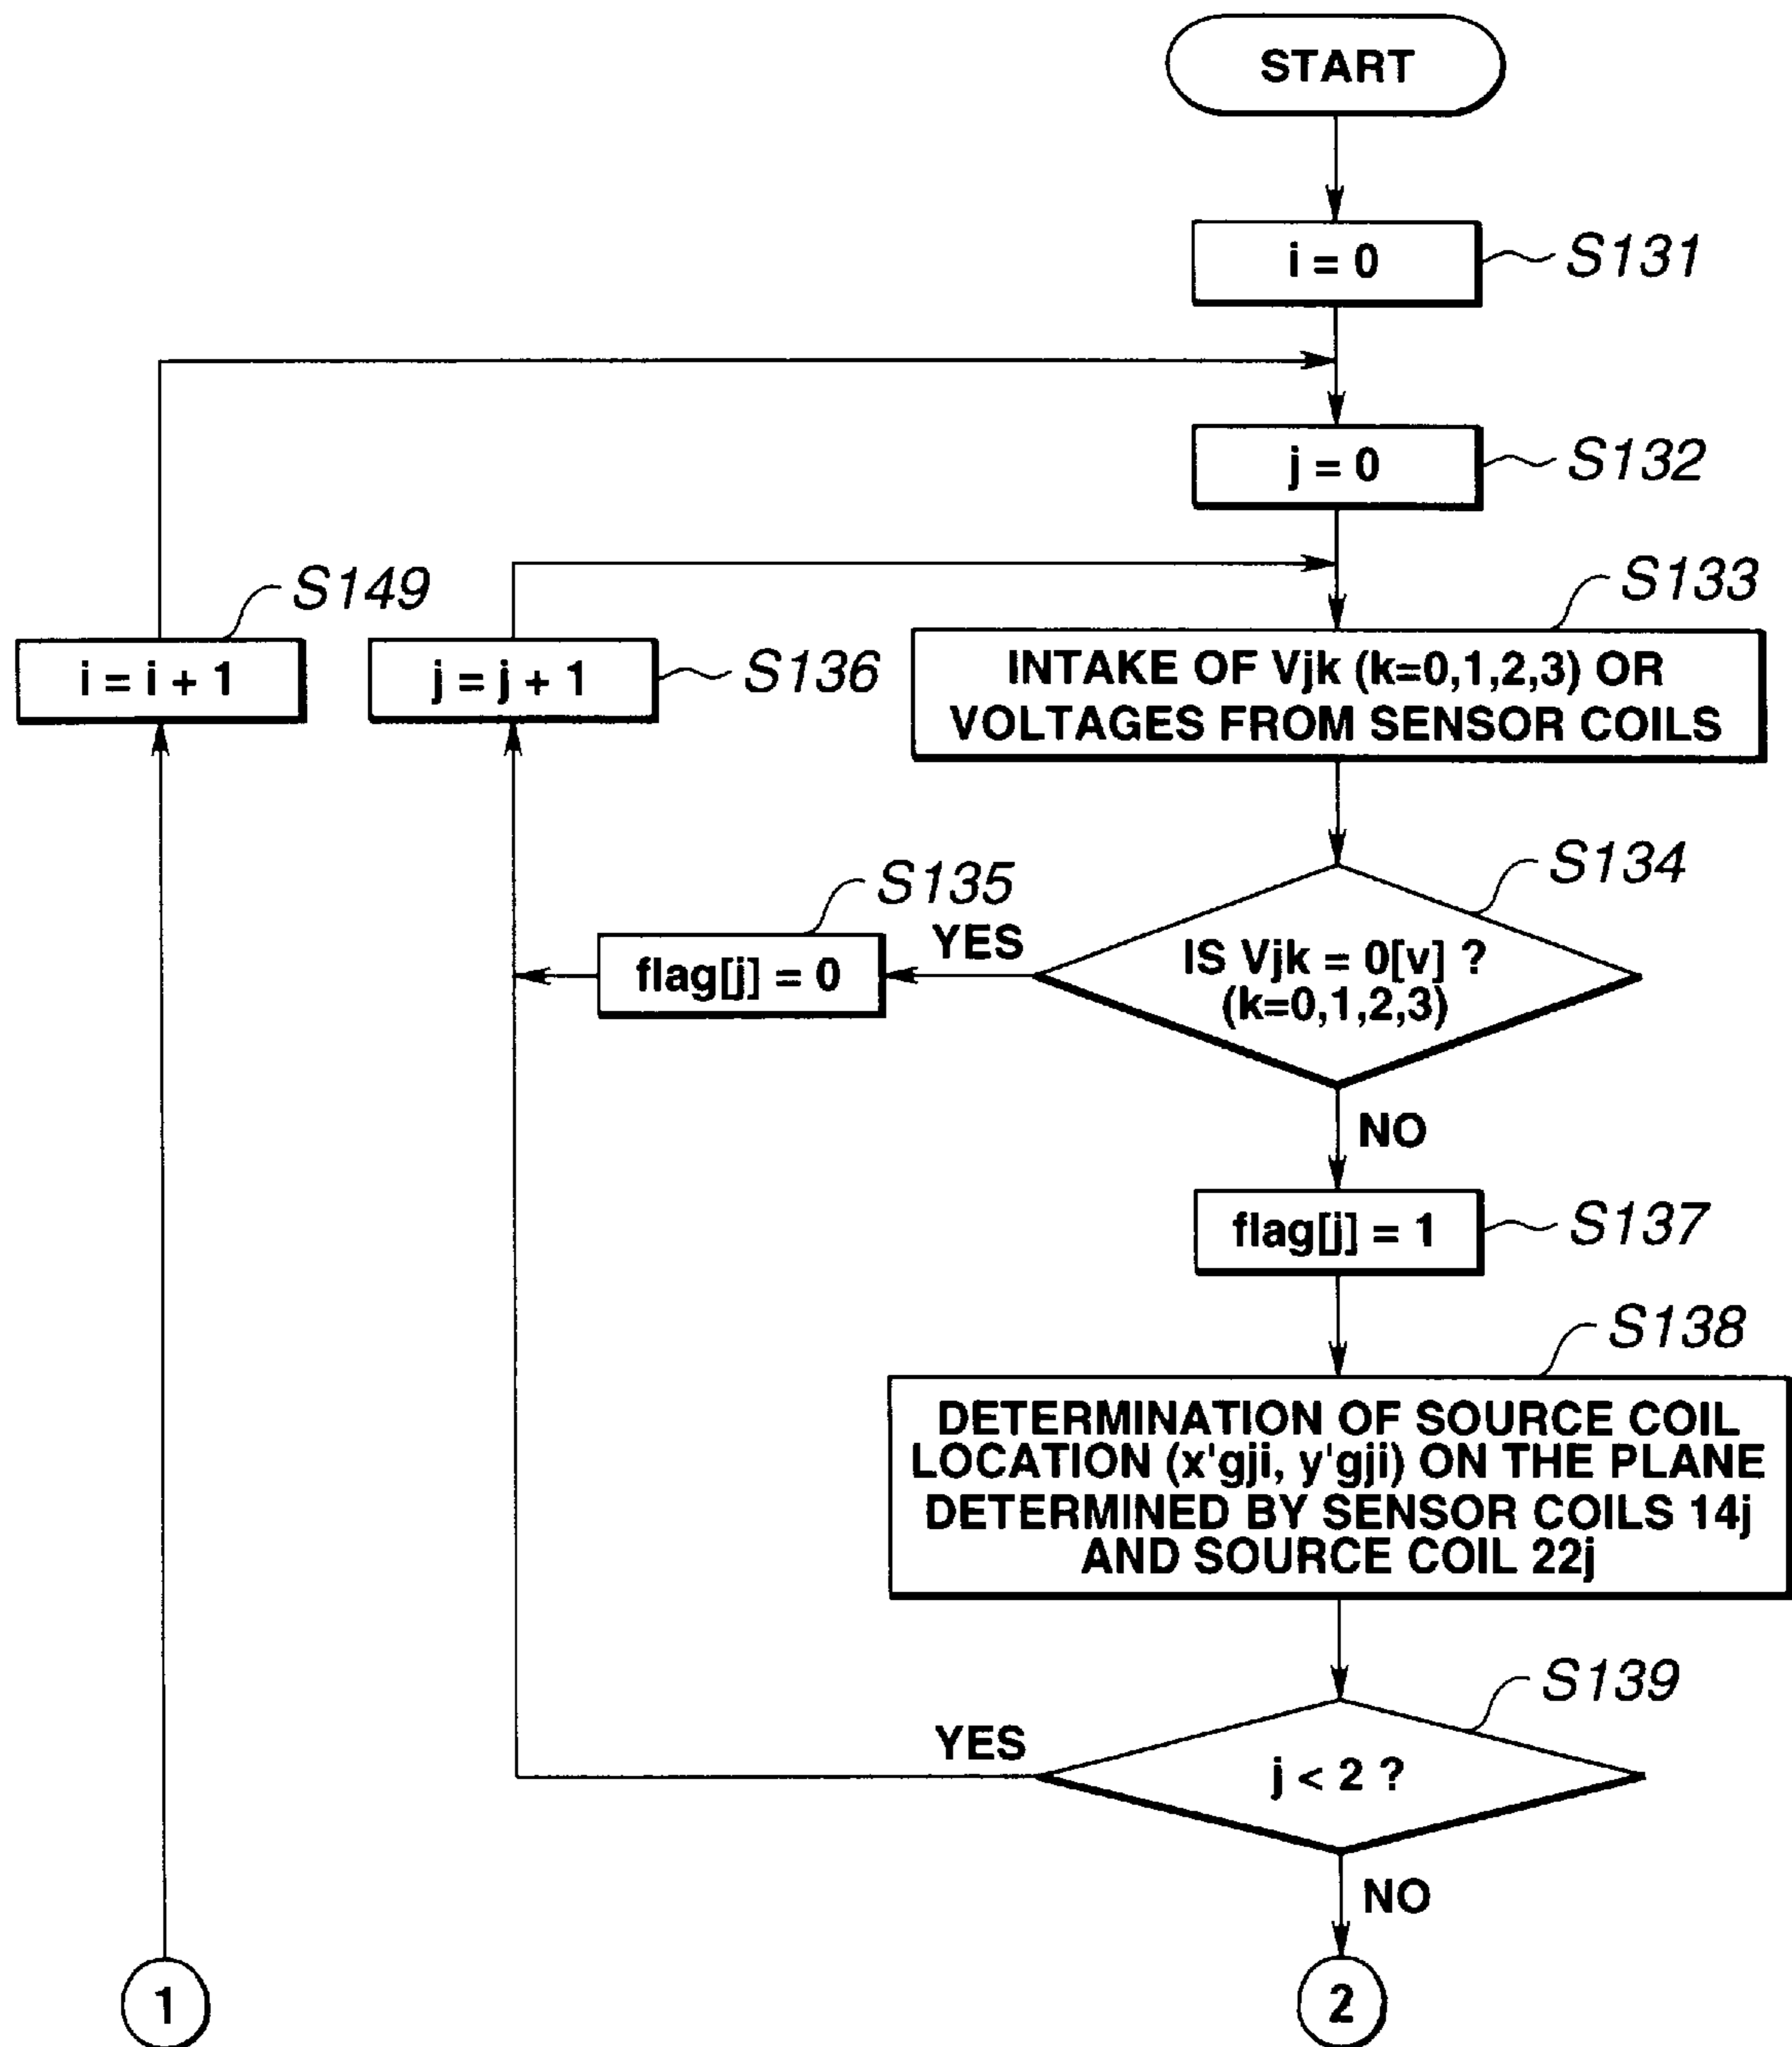 START
i = 0
S131
j = 0
S132
S149
i = i + 1
j = j + 1
S136
S133
INTAKE OF Vjk (k=0,1,2,3) OR
VOLTAGES FROM SENSOR COILS
S134
IS Vjk = 0[v] ?
(k=0,1,2,3)
YES
S135
flag[j] = 0
NO
flag[j] = 1
S137
S138
DETERMINATION OF SOURCE COIL
LOCATION (x'gji, y'gji) ON THE PLANE
DETERMINED BY SENSOR COILS 14j
AND SOURCE COIL 22j
S139
j < 2 ?
YES
NO
1
2